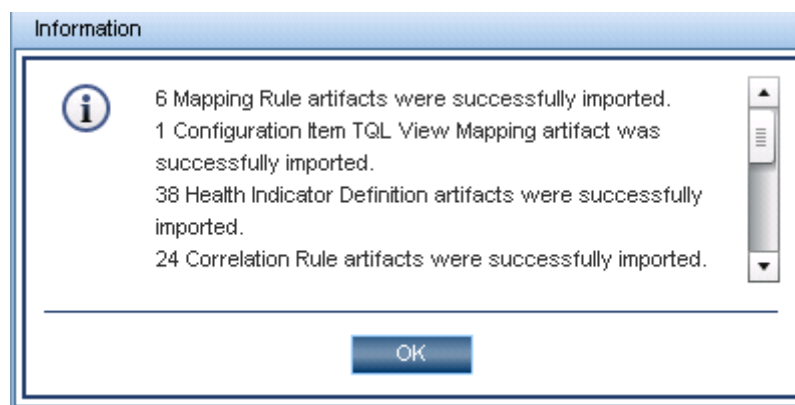 Information
6 Mapping Rule artifacts were successfully imported.
1 Configuration Item TQL View Mapping artifact was
successfully imported.
38 Health Indicator Definition artifacts were successfully
imported.
24 Correlation Rule artifacts were successfully imported.
OK